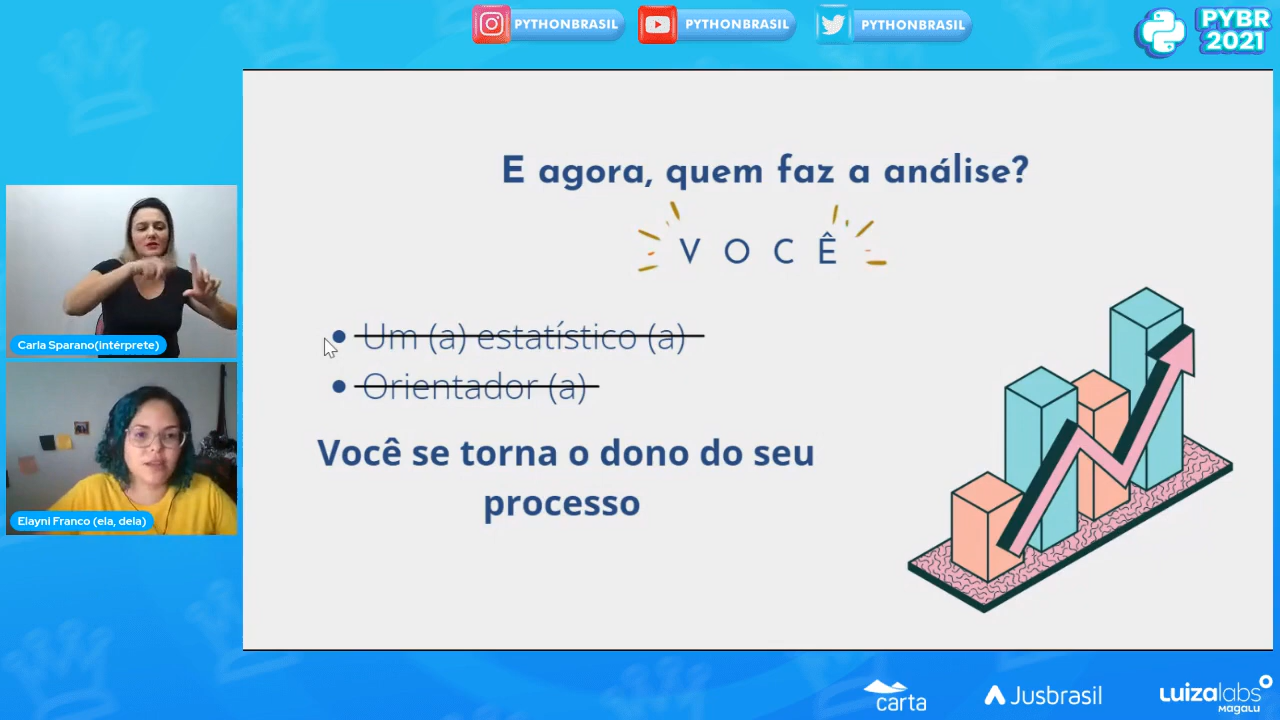 PYTHONBRASIL
PYTHONBRASIL
PYTHONBRASIL
PYBR
2021
E agora, quem faz a análise?
VOCÊ
Um (a) estatístico (a)
Orientador (a)
Você se torna o dono do seu
processo
Carla Sparano(intérprete)
Elayni Franco (ela, dela)
carta
Jusbrasil
LUIZAlabs
MAGALU